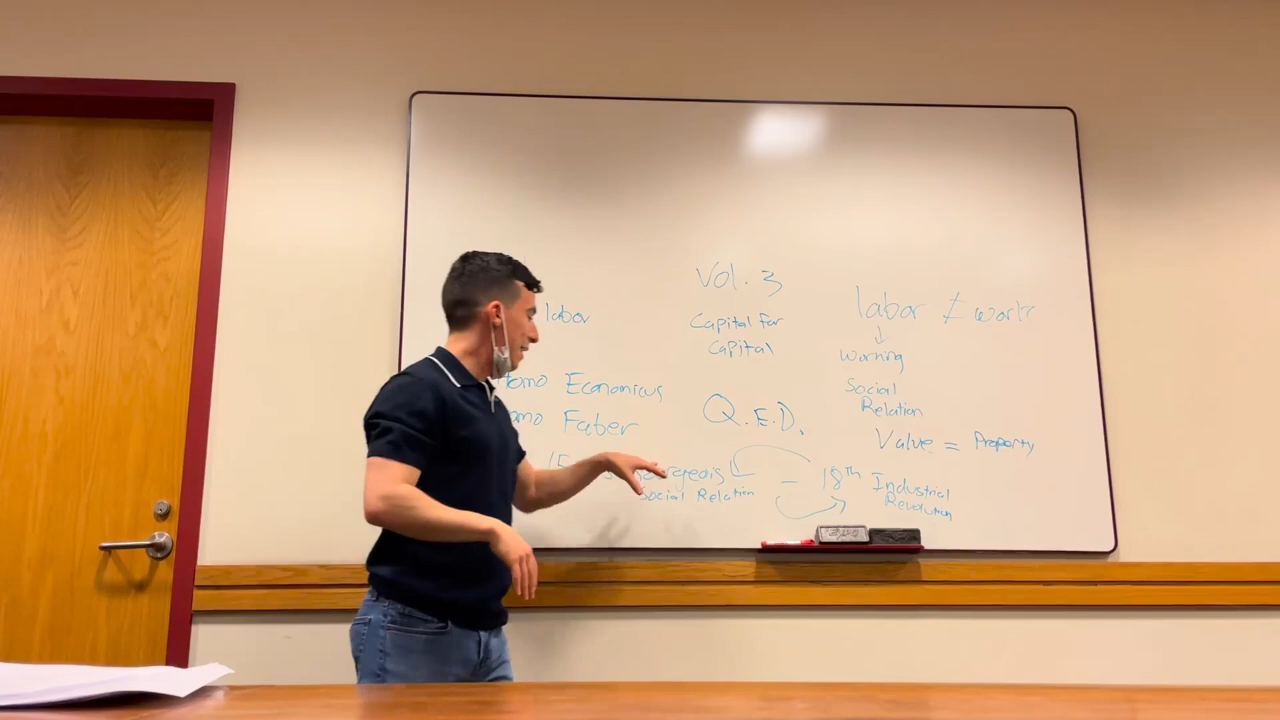 labor
Homo Economicus
Homo Faber
15
Social Relation
Vol. 3
Capital for
Capital
Q.E.D.
labor ≠ work
↓
Working
Social
Relation
Value = Property
– 18th Industrial
Revolution